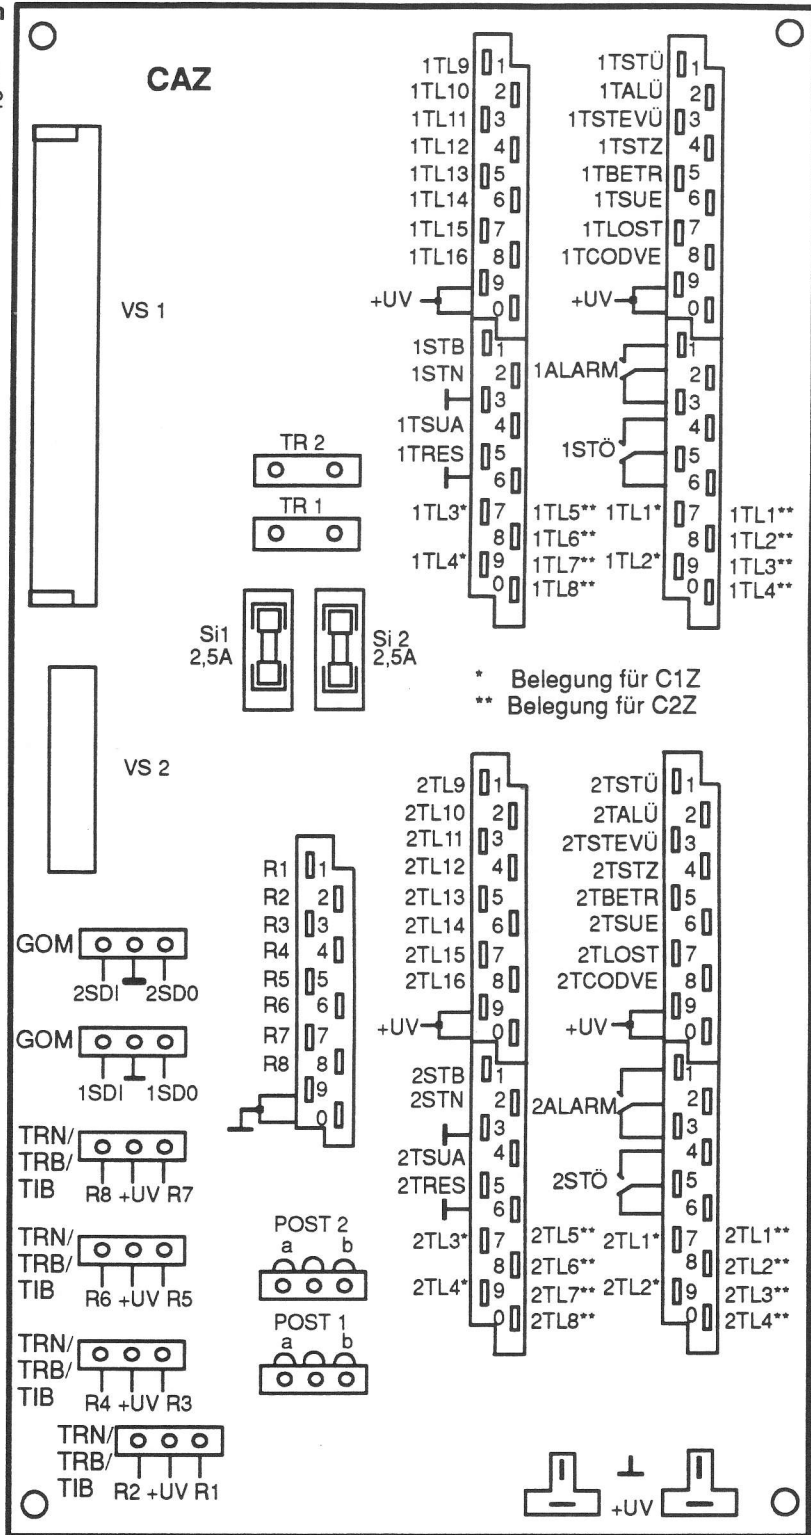 CAZ
VS 1
VS 2
TR 2
TR 1
Si1
2,5A
Si 2
2,5A
1TL9 1
1TL10 2
1TL11 3
1TL12 4
1TL13 5
1TL14 6
1TL15 7
1TL16 8
9
+UV 0
1STB 1
1STN 2
3
1TSUA 4
1TRES 5
6
1TL3* 7 1TL5**
8 1TL6**
1TL4* 9 1TL7**
0 1TL8**
1TSTÜ 1
1TALÜ 2
1TSTEVÜ 3
1TSTZ 4
1TBETR 5
1TSUE 6
1TLOST 7
1TCODVE 8
9
+UV 0
1
1ALARM 2
3
4
1STÖ 5
6
1TL1* 7 1TL1**
8 1TL2**
1TL2* 9 1TL3**
0 1TL4**
* Belegung für C1Z
** Belegung für C2Z
R1 1
R2 2
R3 3
R4 4
R5 5
R6 6
R7 7
R8 8
9
0
2TL9 1
2TL10 2
2TL11 3
2TL12 4
2TL13 5
2TL14 6
2TL15 7
2TL16 8
9
+UV 0
2STB 1
2STN 2
3
2TSUA 4
2TRES 5
6
2TL3* 7 2TL5**
8 2TL6**
2TL4* 9 2TL7**
0 2TL8**
2TSTÜ 1
2TALÜ 2
2TSTEVÜ 3
2TSTZ 4
2TBETR 5
2TSUE 6
2TLOST 7
2TCODVE 8
9
+UV 0
1
2ALARM 2
3
4
2STÖ 5
6
2TL1* 7 2TL1**
8 2TL2**
2TL2* 9 2TL3**
0 2TL4**
GOM
2SDI 2SD0
GOM
1SDI 1SD0
TRN/
TRB/
TIB R8 +UV R7
TRN/
TRB/
TIB R6 +UV R5
TRN/
TRB/
TIB R4 +UV R3
TRN/
TRB/
TIB R2 +UV R1
POST 2
a b
POST 1
a b
+UV